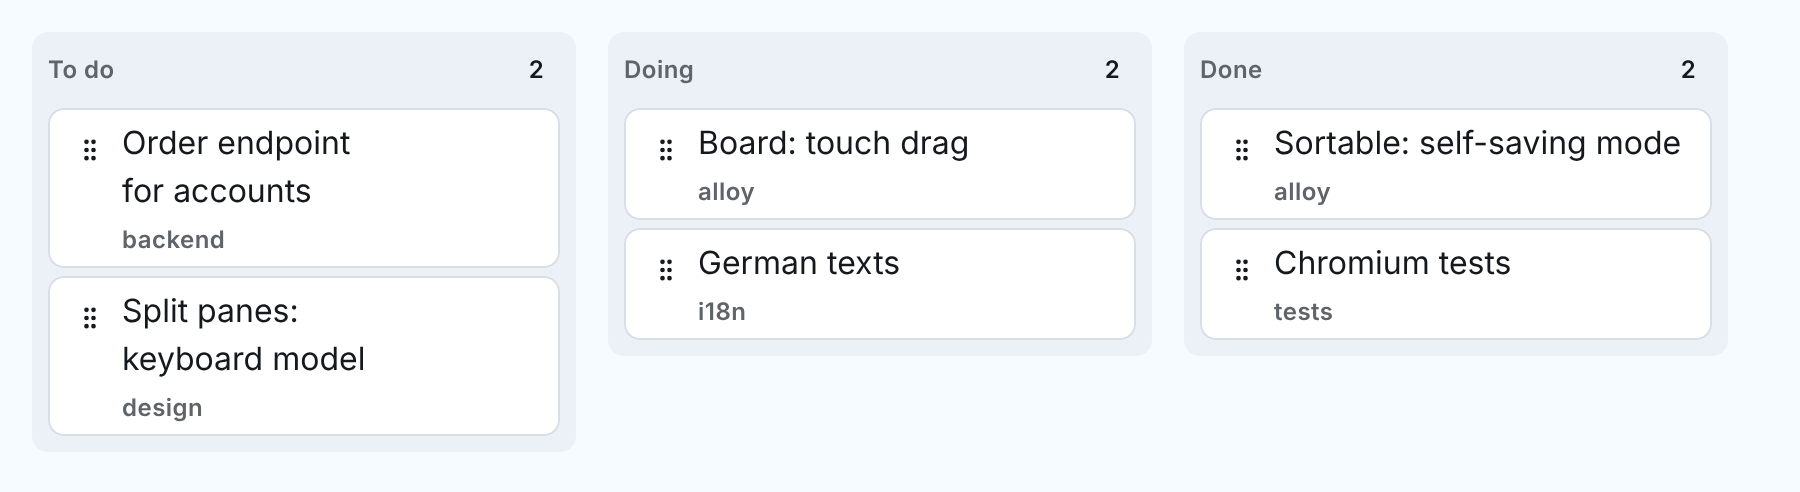 To do 2
Order endpoint
for accounts
backend
Split panes:
keyboard model
design
Doing 2
Board: touch drag
alloy
German texts
i18n
Done 2
Sortable: self-saving mode
alloy
Chromium tests
tests